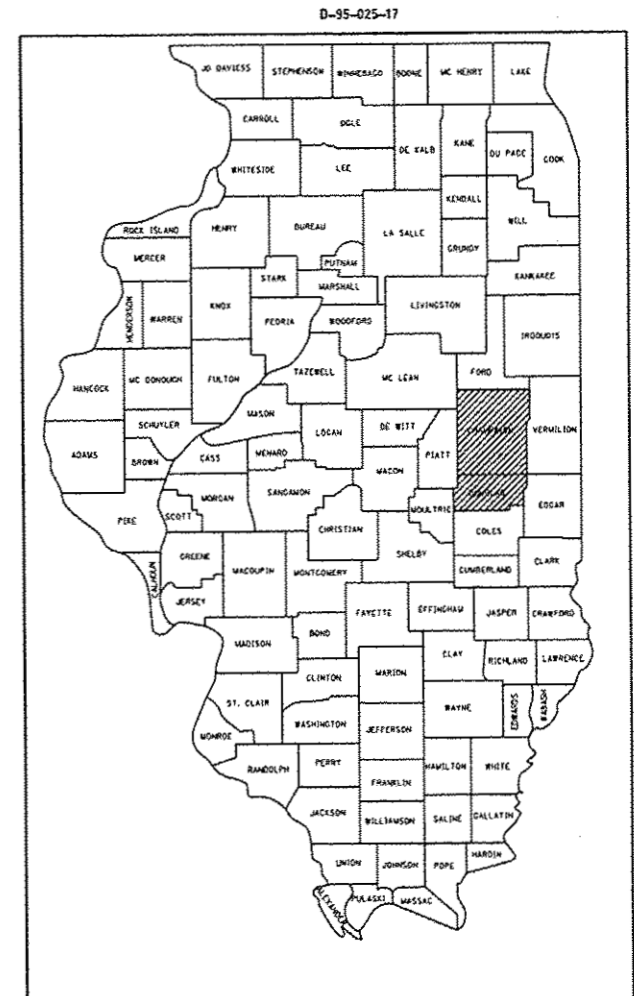 D-95-025-17
JO DAVIESS STEPHENSON WINNEBAGO BOONE MC HENRY LAKE
CARROLL OGLE
DE KALB KANE DU PAGE COOK
WHITESIDE LEE
KENDALL
ROCK ISLAND HENRY BUREAU LA SALLE GRUNDY WILL
MERCER PUTNAM
STARK MARSHALL KANKAKEE
HENDERSON WARREN KNOX PEORIA WOODFORD LIVINGSTON IROQUOIS
HANCOCK MC DONOUGH FULTON TAZEWELL MC LEAN FORD
MASON
SCHUYLER LOGAN DE WITT CHAMPAIGN VERMILION
ADAMS BROWN CASS MENARD MACON PIATT
MORGAN SANGAMON DOUGLAS
PIKE SCOTT CHRISTIAN MOULTRIE EDGAR
COLES
GREENE SHELBY
CALHOUN MACOUPIN MONTGOMERY CUMBERLAND CLARK
JERSEY FAYETTE EFFINGHAM JASPER CRAWFORD
MADISON BOND
CLAY RICHLAND LAWRENCE
CLINTON MARION
ST. CLAIR WAYNE EDWARDS WABASH
WASHINGTON JEFFERSON
MONROE
RANDOLPH PERRY HAMILTON WHITE
FRANKLIN
JACKSON WILLIAMSON SALINE GALLATIN
UNION JOHNSON POPE HARDIN
ALEXANDER PULASKI MASSAC